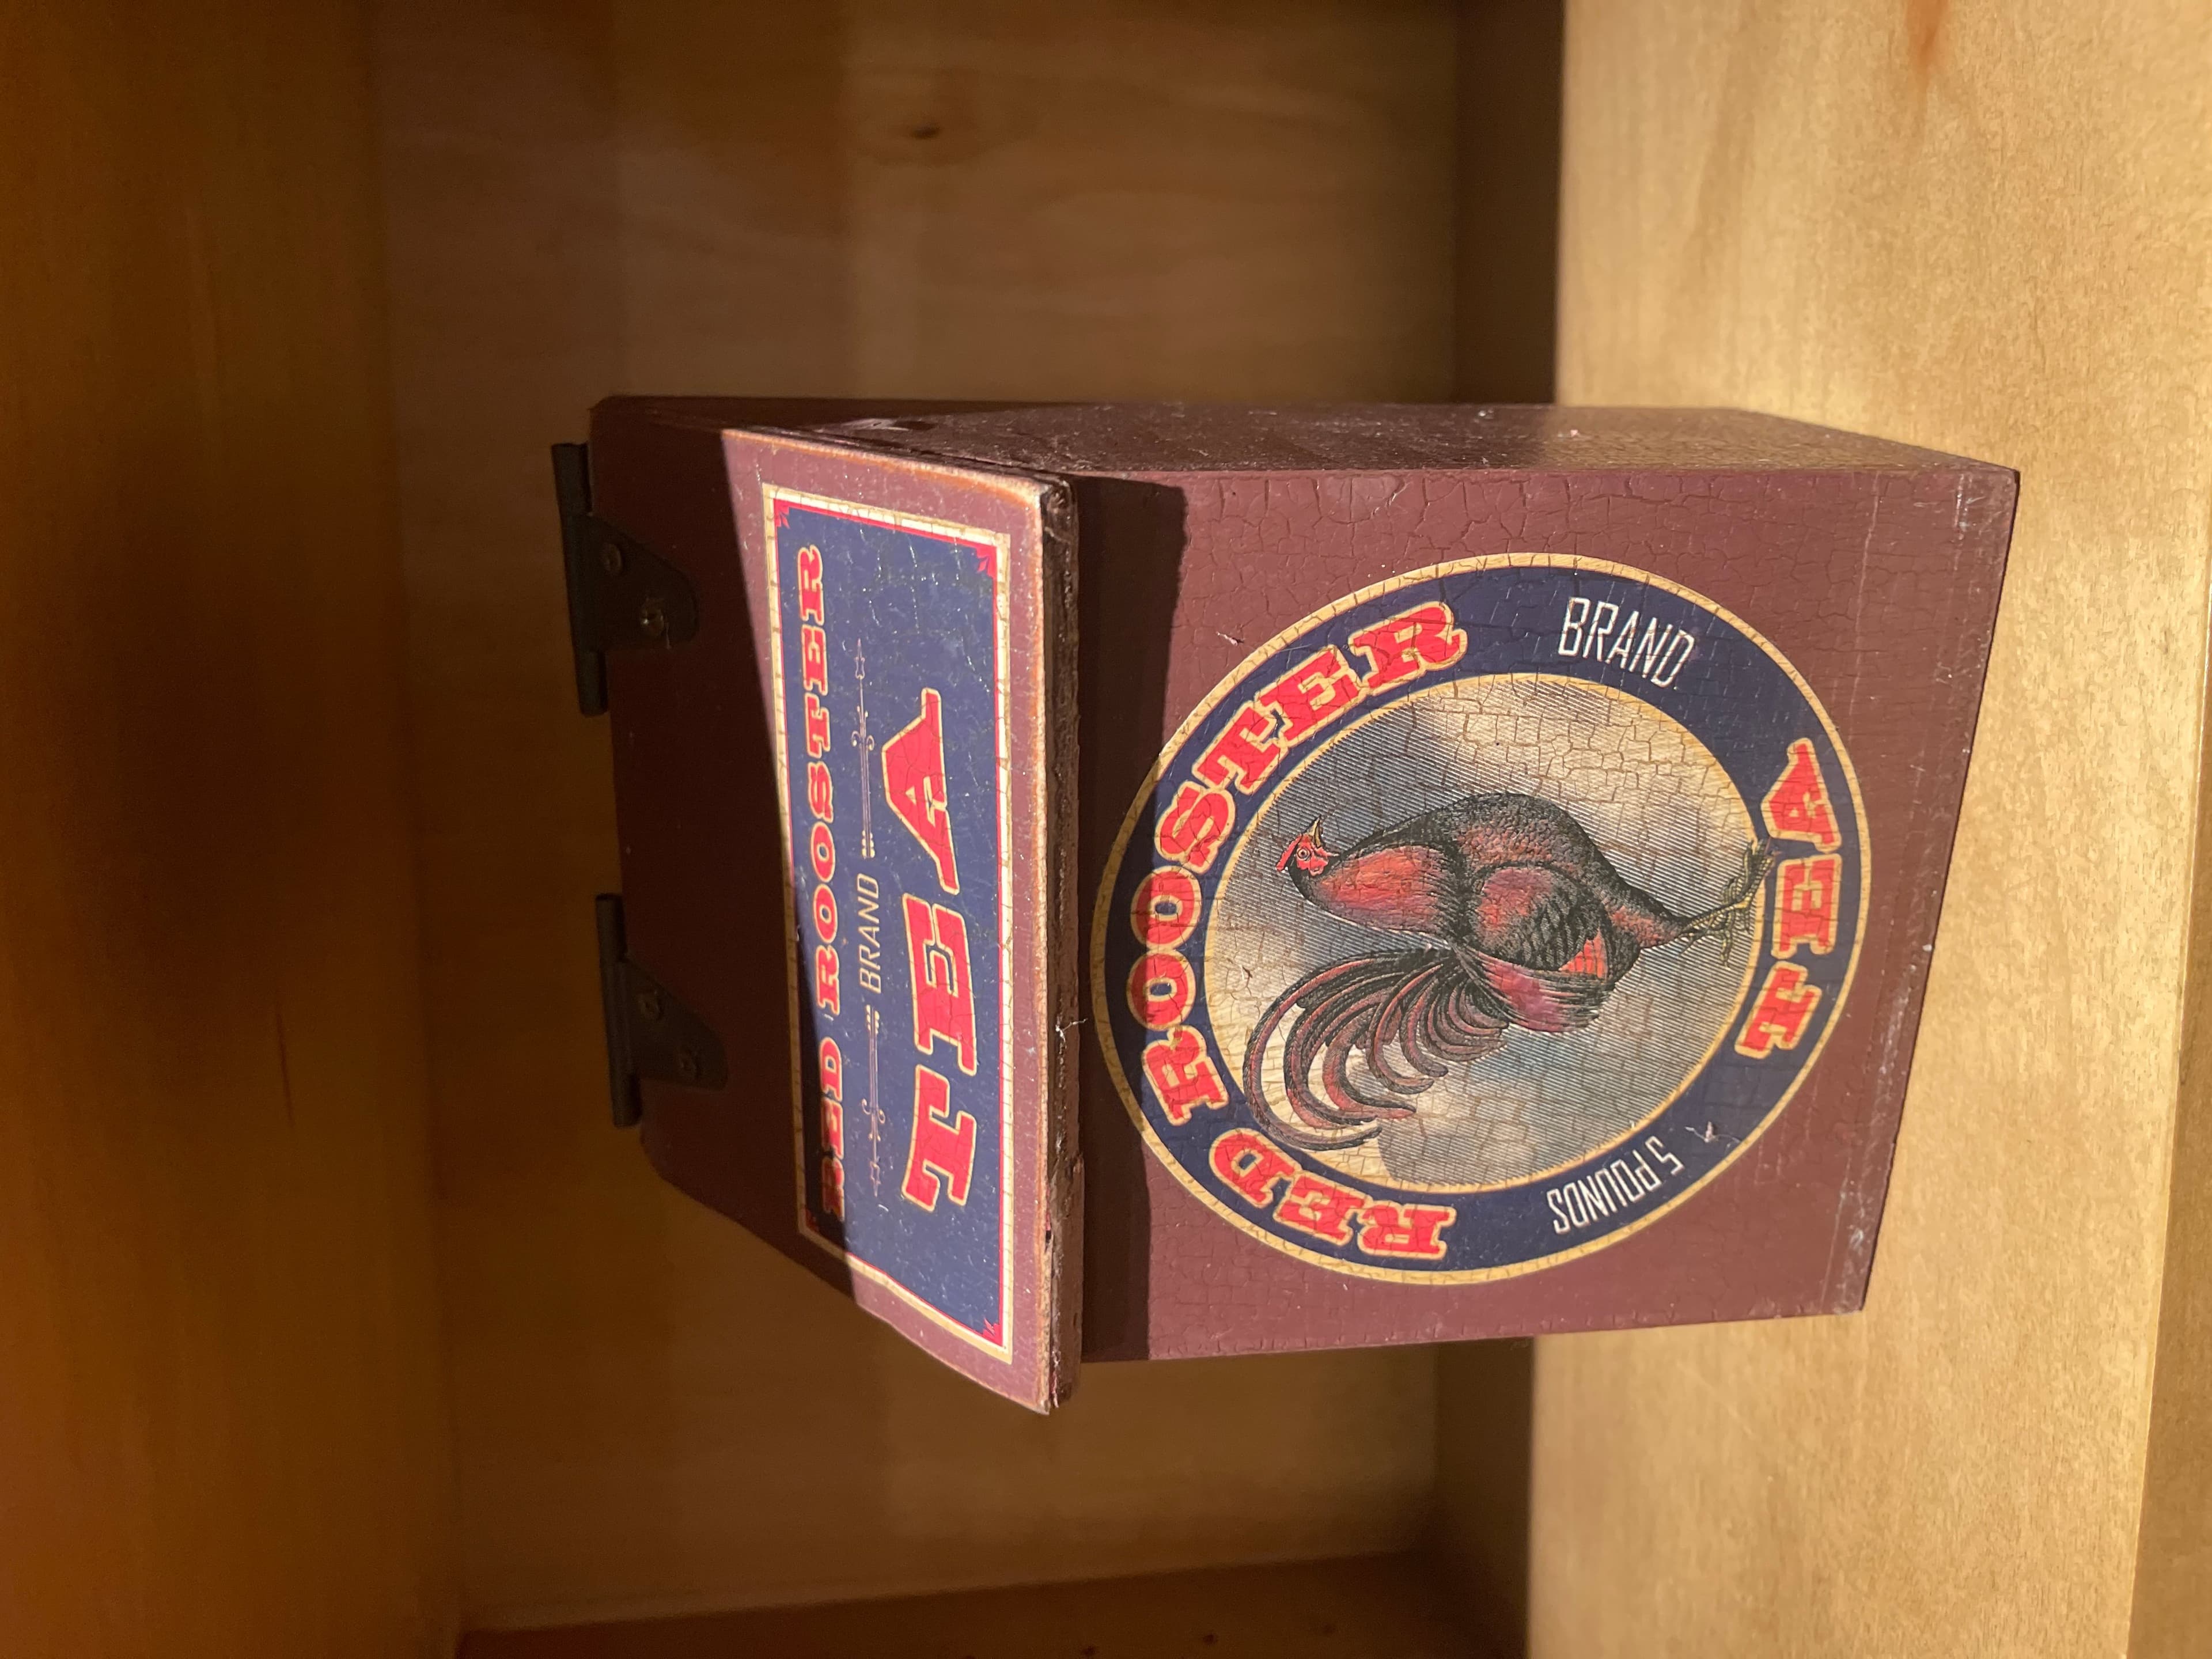 RED ROOSTER
BRAND
TEA
RED ROOSTER
5 POUNDS
BRAND
TEA